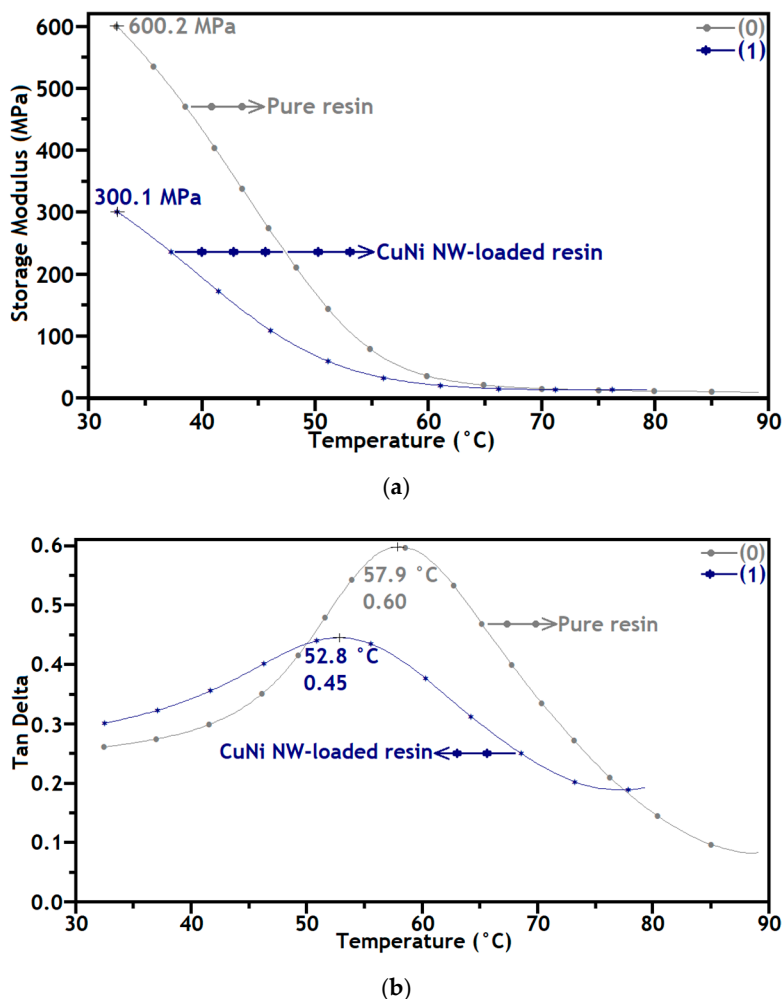 600.2 MPa
(0)
(1)
600
500
400
300
200
100
0
Storage Modulus (MPa)
Pure resin
300.1 MPa
CuNi NW-loaded resin
30 40 50 60 70 80 90
Temperature (°C)
(a)
(0)
(1)
0.6
0.5
0.4
0.3
0.2
0.1
0.0
Tan Delta
57.9 °C
0.60
Pure resin
52.8 °C
0.45
CuNi NW-loaded resin
30 40 50 60 70 80 90
Temperature (°C)
(b)